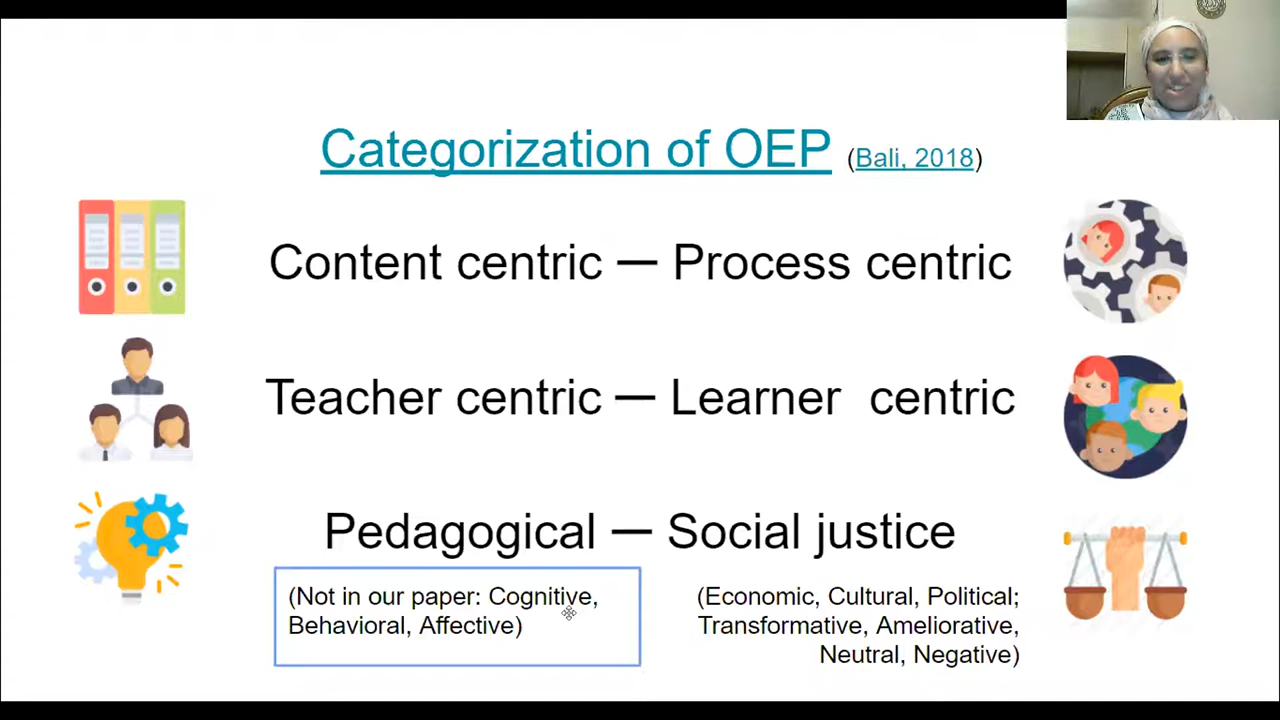 Categorization of OEP (Bali, 2018)
Content centric — Process centric
Teacher centric — Learner centric
Pedagogical — Social justice
(Not in our paper: Cognitive,
Behavioral, Affective)
(Economic, Cultural, Political;
Transformative, Ameliorative,
Neutral, Negative)